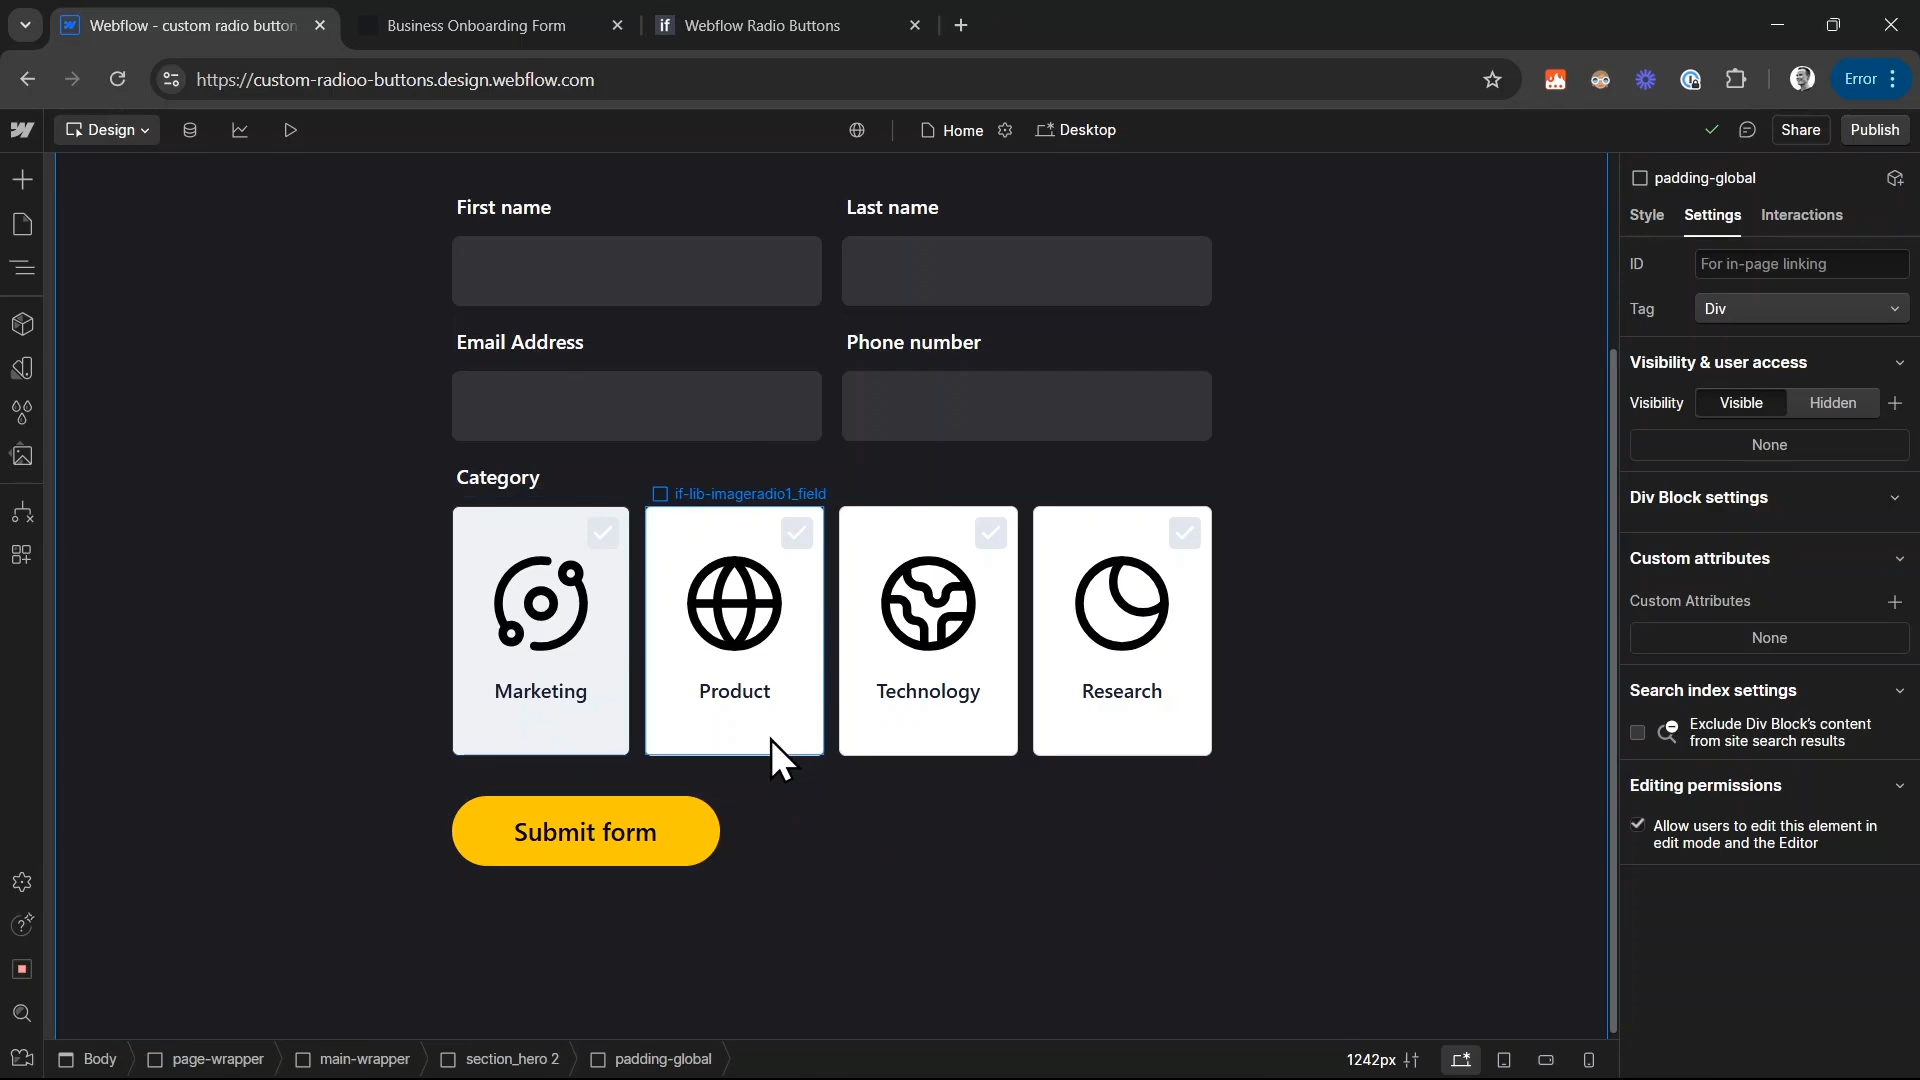 Webflow - custom radio button
Business Onboarding Form
if Webflow Radio Buttons
https://custom-radioo-buttons.design.webflow.com
Error
Design
Home
Desktop
Share
Publish
First name
Last name
Email Address
Phone number
Category
if-lib-imageradio1_field
Marketing
Product
Technology
Research
Submit form
padding-global
Style Settings Interactions
ID
For in-page linking
Tag
Div
Visibility & user access
Visibility
Visible
Hidden
None
Div Block settings
Custom attributes
Custom Attributes
None
Search index settings
Exclude Div Block's content
from site search results
Editing permissions
Allow users to edit this element in
edit mode and the Editor
Body
page-wrapper
main-wrapper
section_hero 2
padding-global
1242px